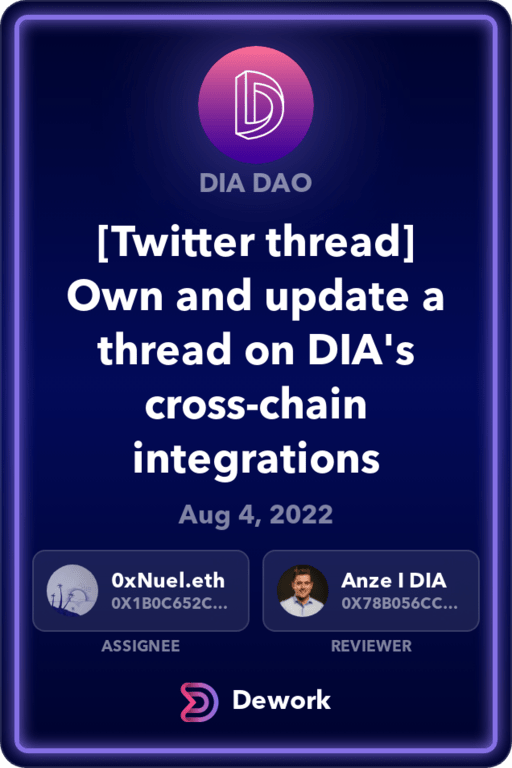 DIA DAO
[Twitter thread]
Own and update a
thread on DIA's
cross-chain
integrations
Aug 4, 2022
0xNuel.eth
0X1B0C652C...
ASSIGNEE
Anze I DIA
0X78B056CC...
REVIEWER
Dework